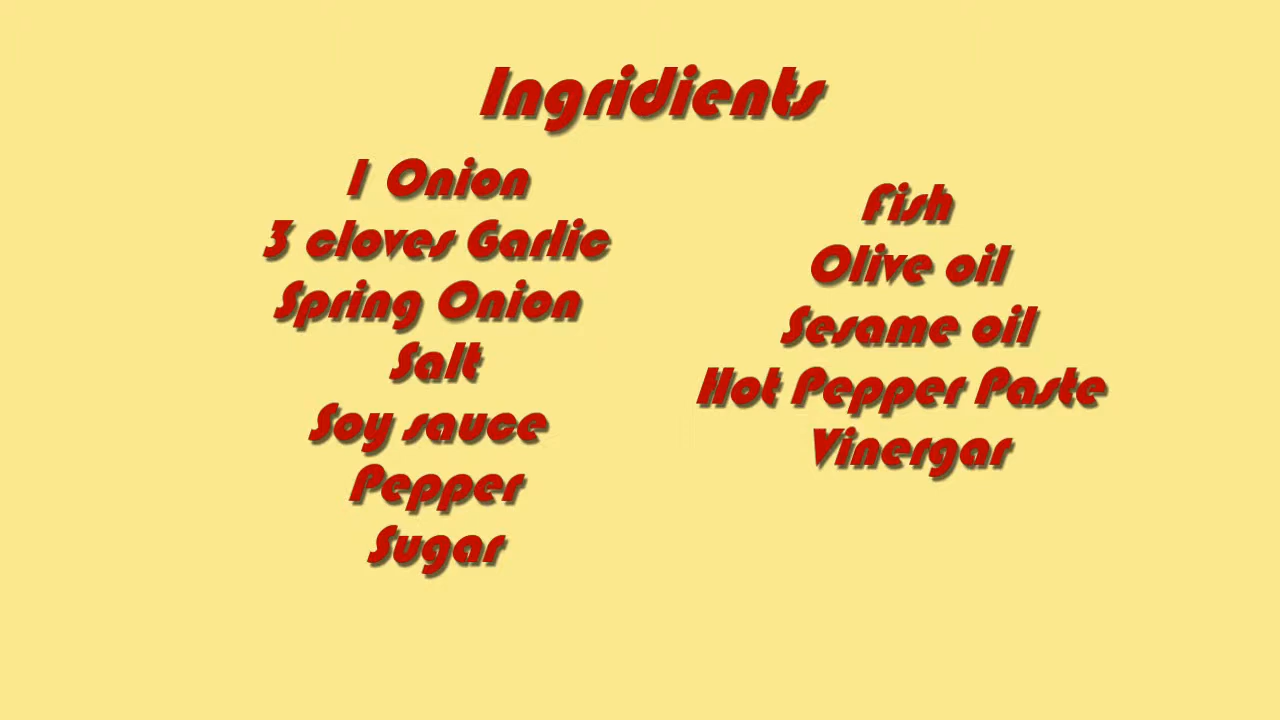 Ingridients
1 Onion
3 cloves Garlic
Spring Onion
Salt
Soy sauce
Pepper
Sugar
Fish
Olive oil
Sesame oil
Hot Pepper Paste
Vinergar